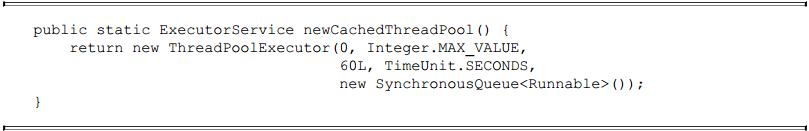 public static ExecutorService newCachedThreadPool() {
    return new ThreadPoolExecutor(0, Integer.MAX_VALUE,
                                  60L, TimeUnit.SECONDS,
                                  new SynchronousQueue<Runnable>());
}